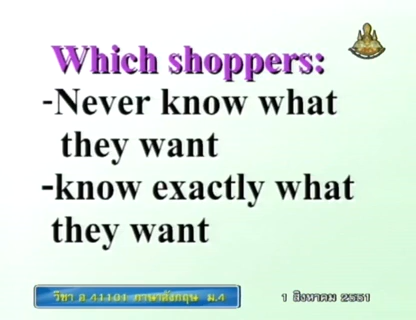 Which shoppers:
-Never know what
they want
-know exactly what
they want
วิชา อ.41101 ภาษาอังกฤษ ม.4
1 สิงหาคม 2551